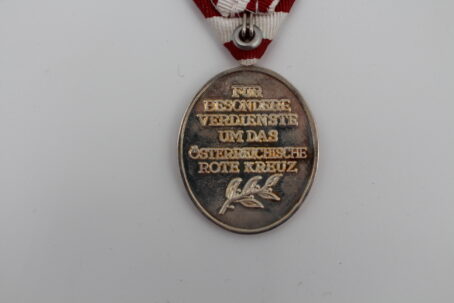 FÜR
BESONDERE
VERDIENSTE
UM DAS
ÖSTERREICHISCHE
ROTE KREUZ